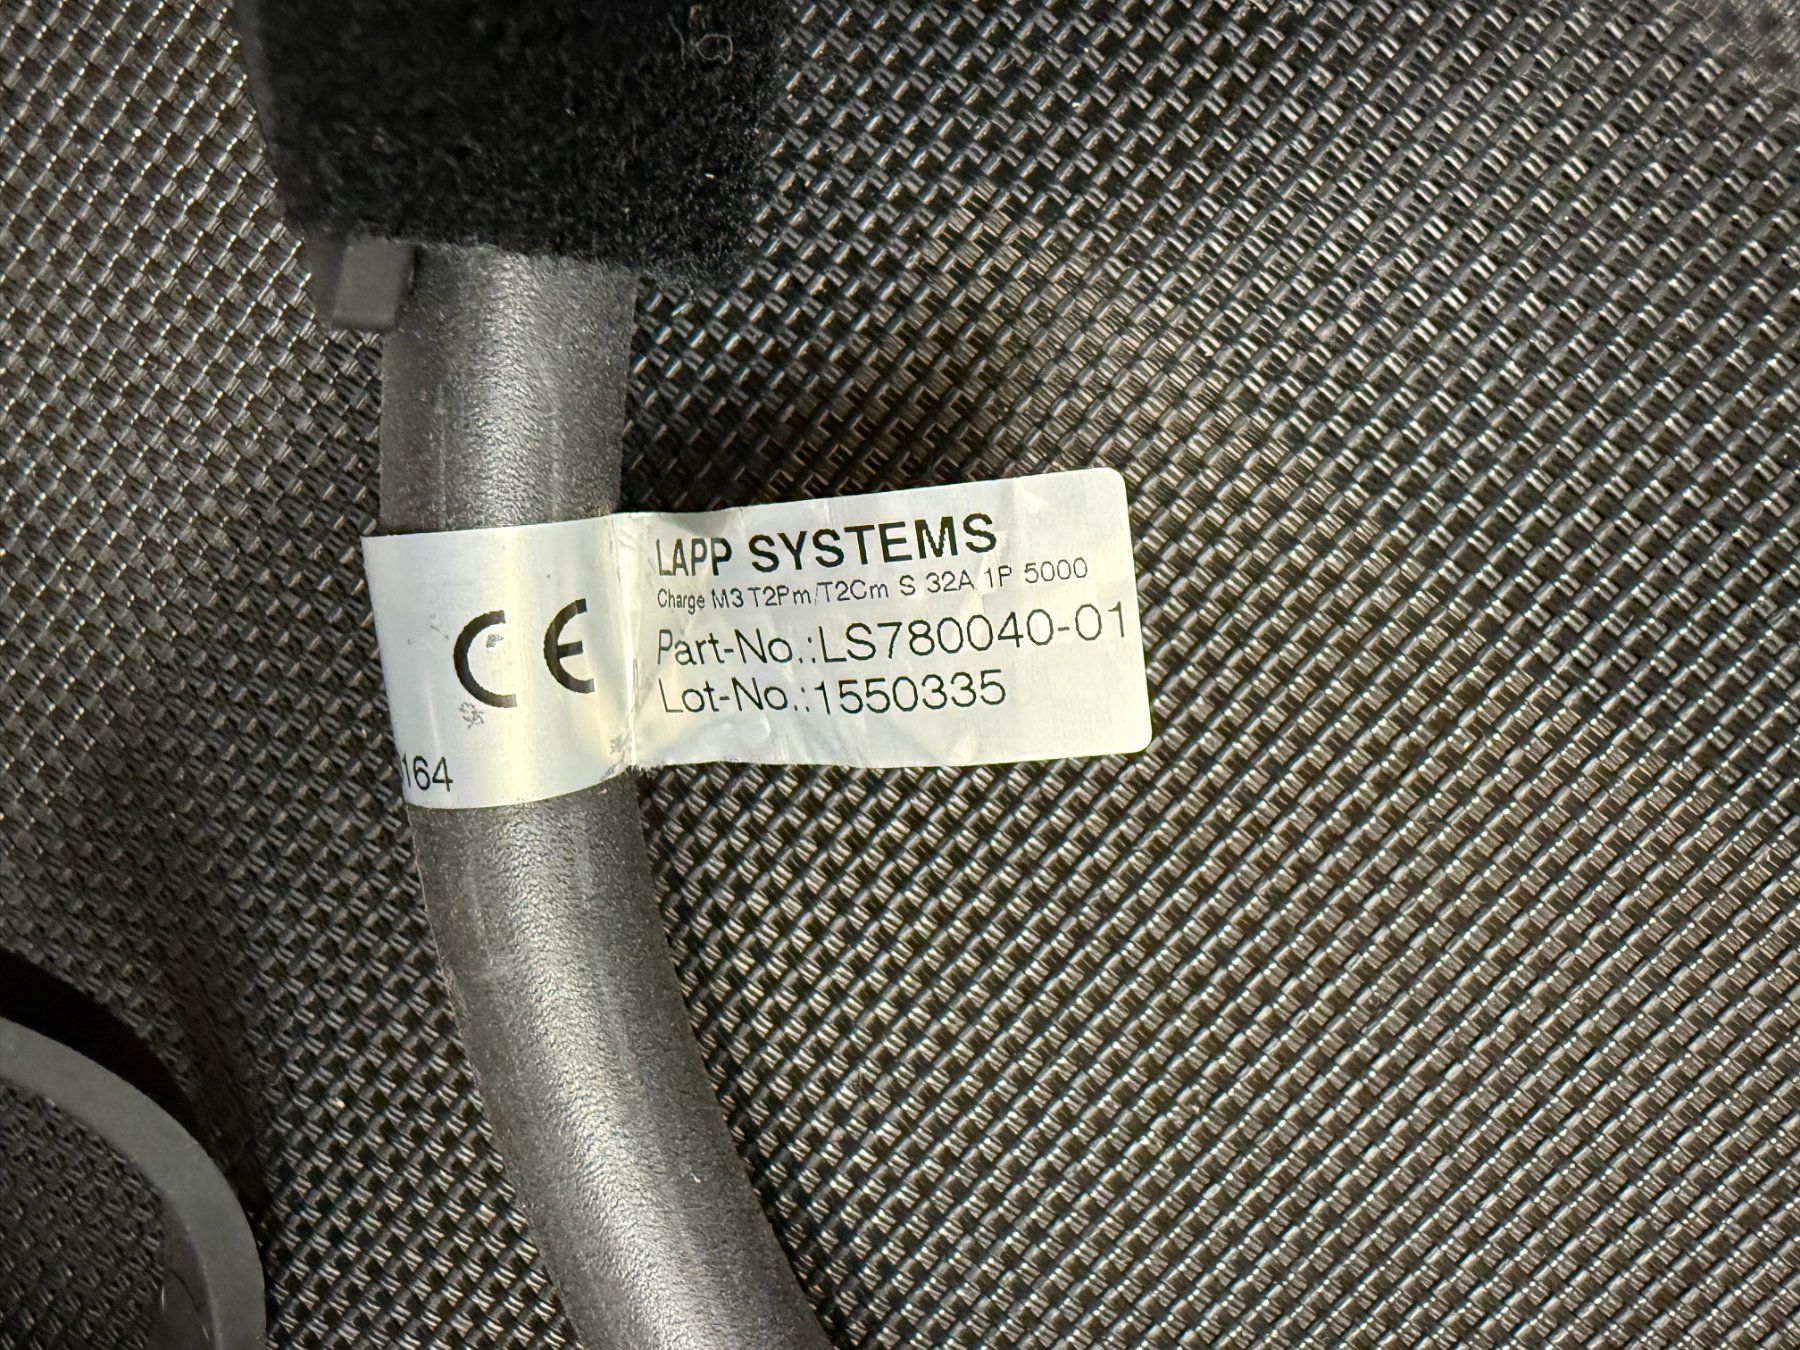 CE
LAPP SYSTEMS
Charge M3 T2Pm/T2Cm S 32A 1P 5000
Part-No.:LS780040-01
Lot-No.:1550335
164